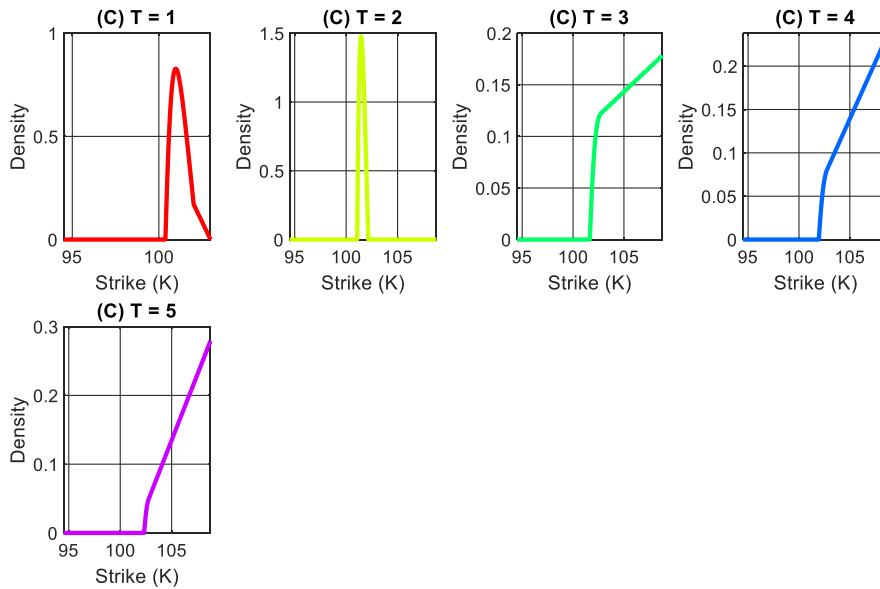 (C) T = 1
1
0.5
0
Density
95
100
Strike (K)
(C) T = 2
1.5
1
0.5
0
Density
95
100
105
Strike (K)
(C) T = 3
0.2
0.15
0.1
0.05
0
Density
95
100
105
Strike (K)
(C) T = 4
0.2
0.15
0.1
0.05
0
Density
95
100
105
Strike (K)
(C) T = 5
0.3
0.2
0.1
0
Density
95
100
105
Strike (K)